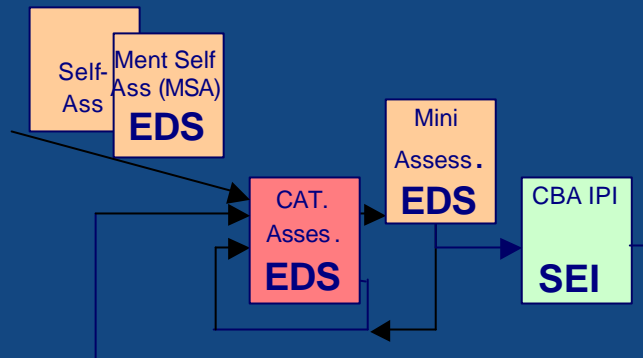 Self-
Ass
Ment Self
Ass (MSA)
EDS
Mini
Assess.
EDS
CAT.
Asses.
EDS
CBA IPI
SEI